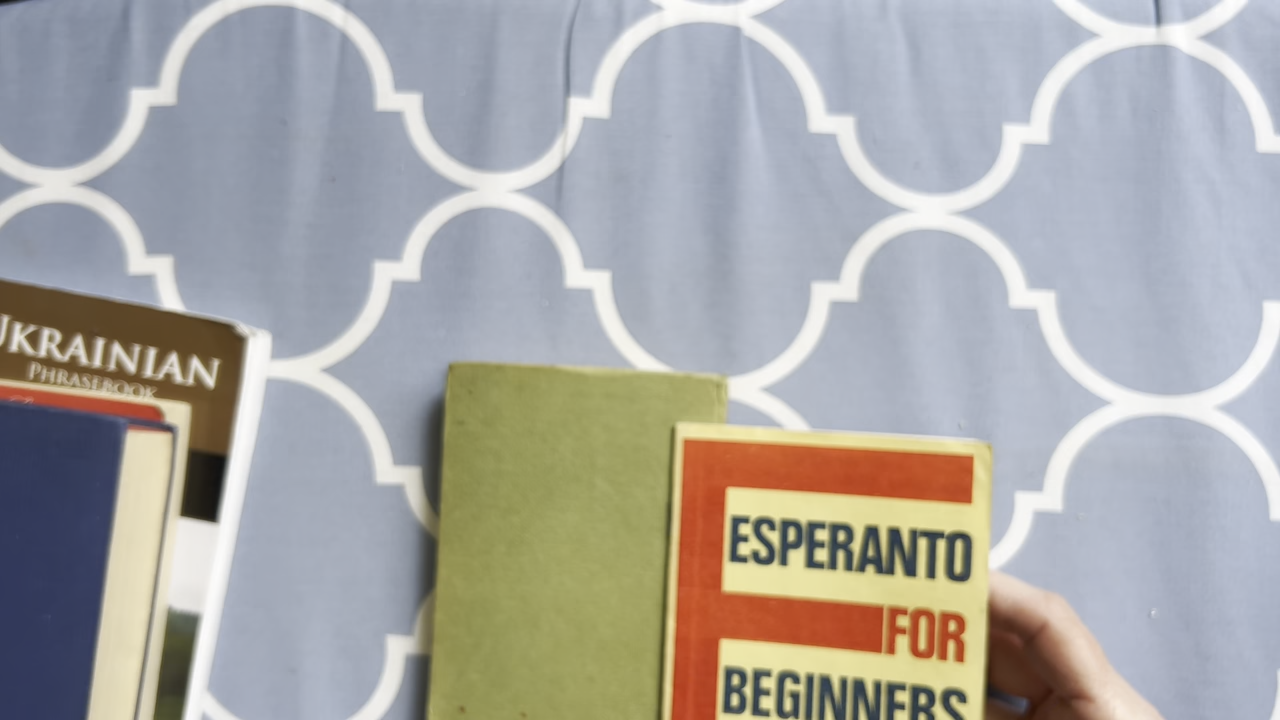 UKRAINIAN
PHRASEBOOK
ESPERANTO
FOR
BEGINNERS